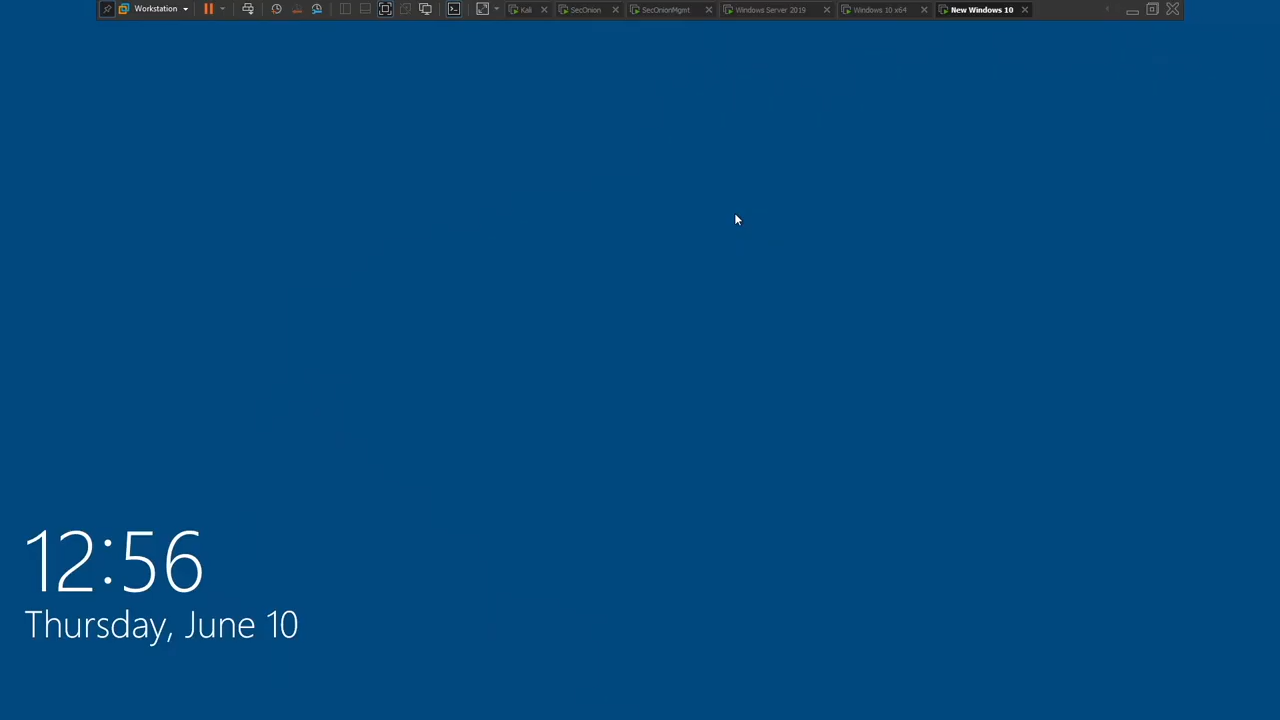 Workstation
Kali
SecOnion
SecOnionMgmt
Windows Server 2019
Windows 10 x64
New Windows 10
12:56
Thursday, June 10